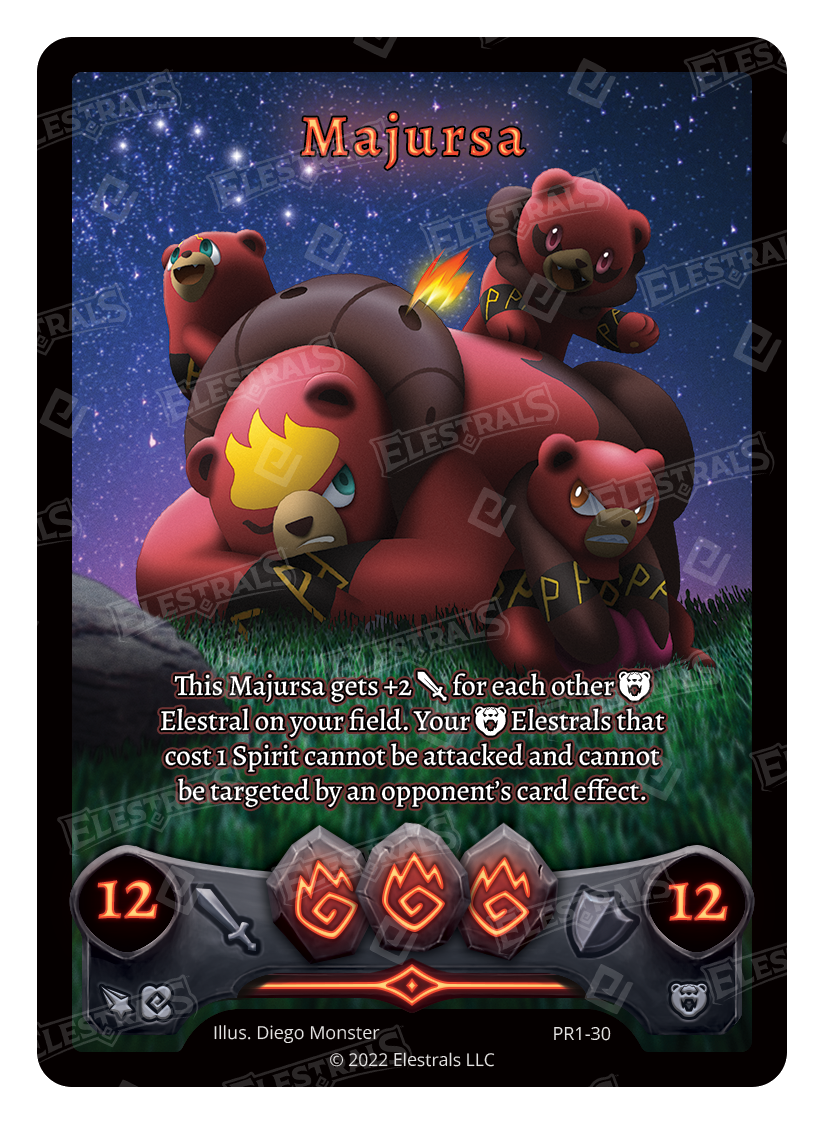 Majursa
This Majursa gets +2 for each other
Elestral on your field. Your Elestrals that
cost 1 Spirit cannot be attacked and cannot
be targeted by an opponent's card effect.
12
12
Illus. Diego Monster
PR1-30
© 2022 Elestrals LLC
ELESTRALS